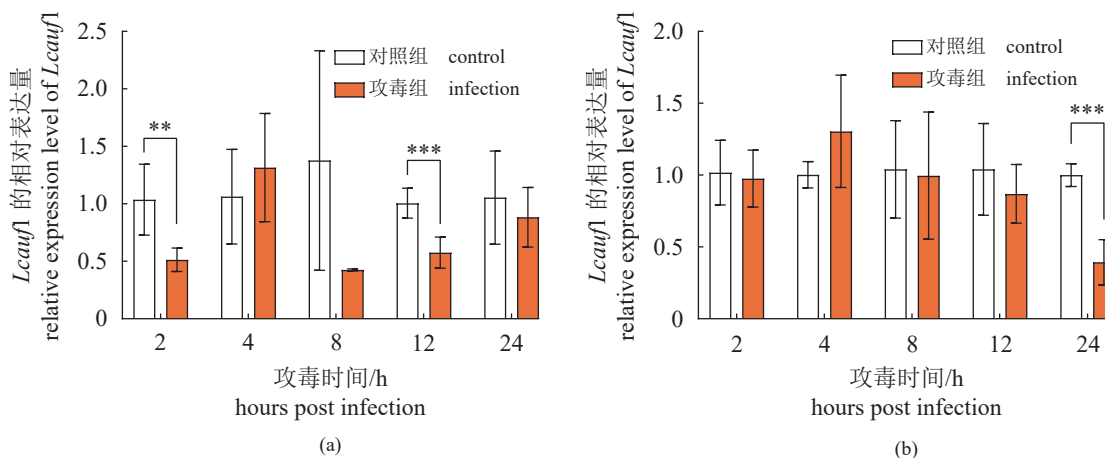 Lcauf1 的相对表达量
relative expression level of Lcauf1
2.5
2.0
1.5
1.0
0.5
0
对照组 control
攻毒组 infection
**
***
2 4 8 12 24
攻毒时间/h
hours post infection
(a)
Lcauf1 的相对表达量
relative expression level of Lcauf1
2.0
1.5
1.0
0.5
0
对照组 control
攻毒组 infection
***
2 4 8 12 24
攻毒时间/h
hours post infection
(b)